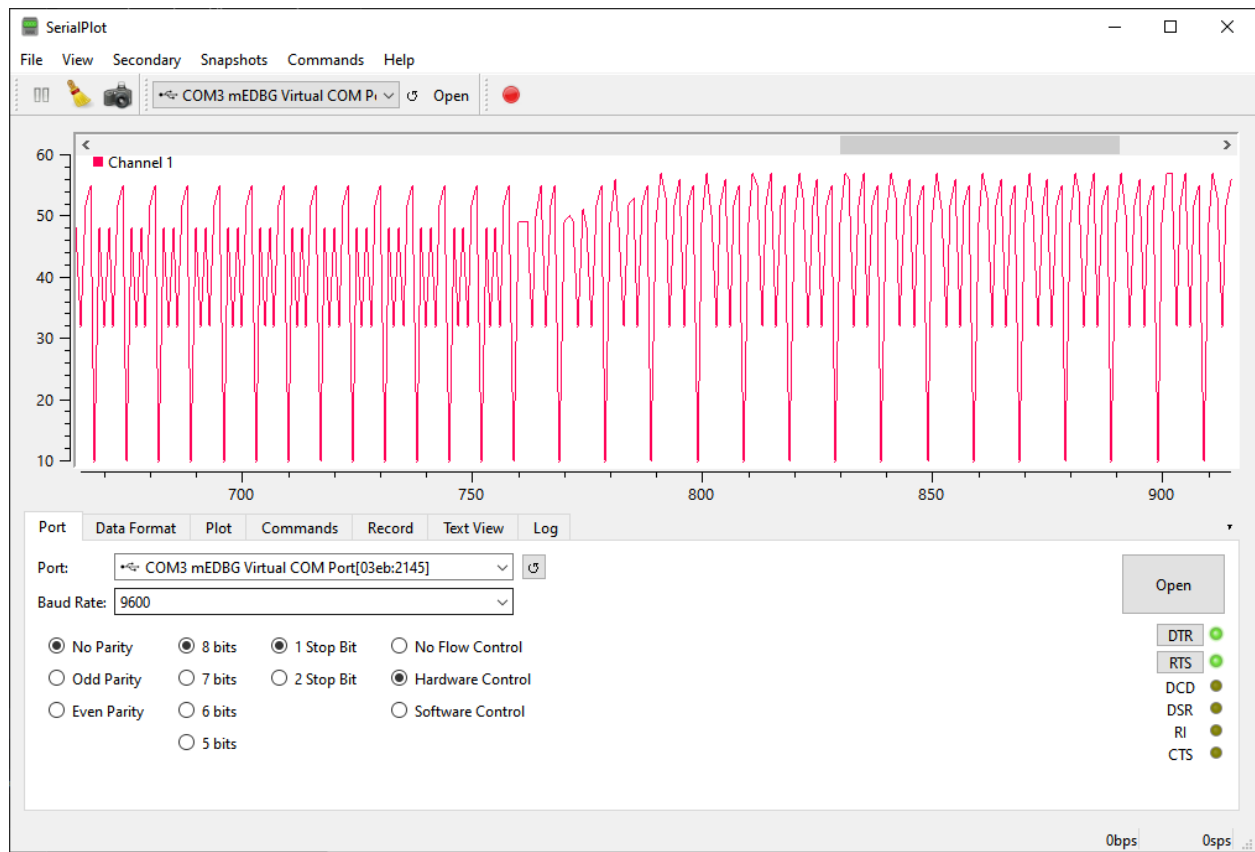 SerialPlot
File View Secondary Snapshots Commands Help
COM3 mEDBG Virtual COM P Open
Channel 1
60
50
40
30
20
10
700 750 800 850 900
Port Data Format Plot Commands Record Text View Log
Port: COM3 mEDBG Virtual COM Port[03eb:2145]
Open
Baud Rate: 9600
No Parity 8 bits 1 Stop Bit No Flow Control
DTR
Odd Parity 7 bits 2 Stop Bit Hardware Control
RTS
DCD
Even Parity 6 bits Software Control
DSR
RI
5 bits
CTS
0bps 0sps